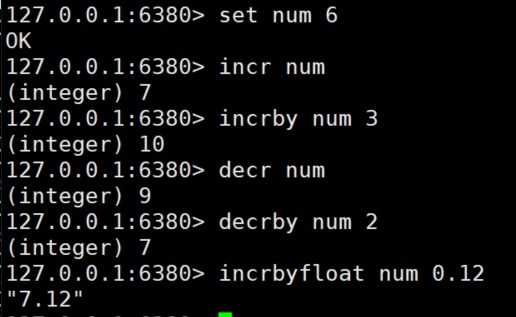 127.0.0.1:6380> set num 6
OK
127.0.0.1:6380> incr num
(integer) 7
127.0.0.1:6380> incrby num 3
(integer) 10
127.0.0.1:6380> decr num
(integer) 9
127.0.0.1:6380> decrby num 2
(integer) 7
127.0.0.1:6380> incrbyfloat num 0.12
"7.12"